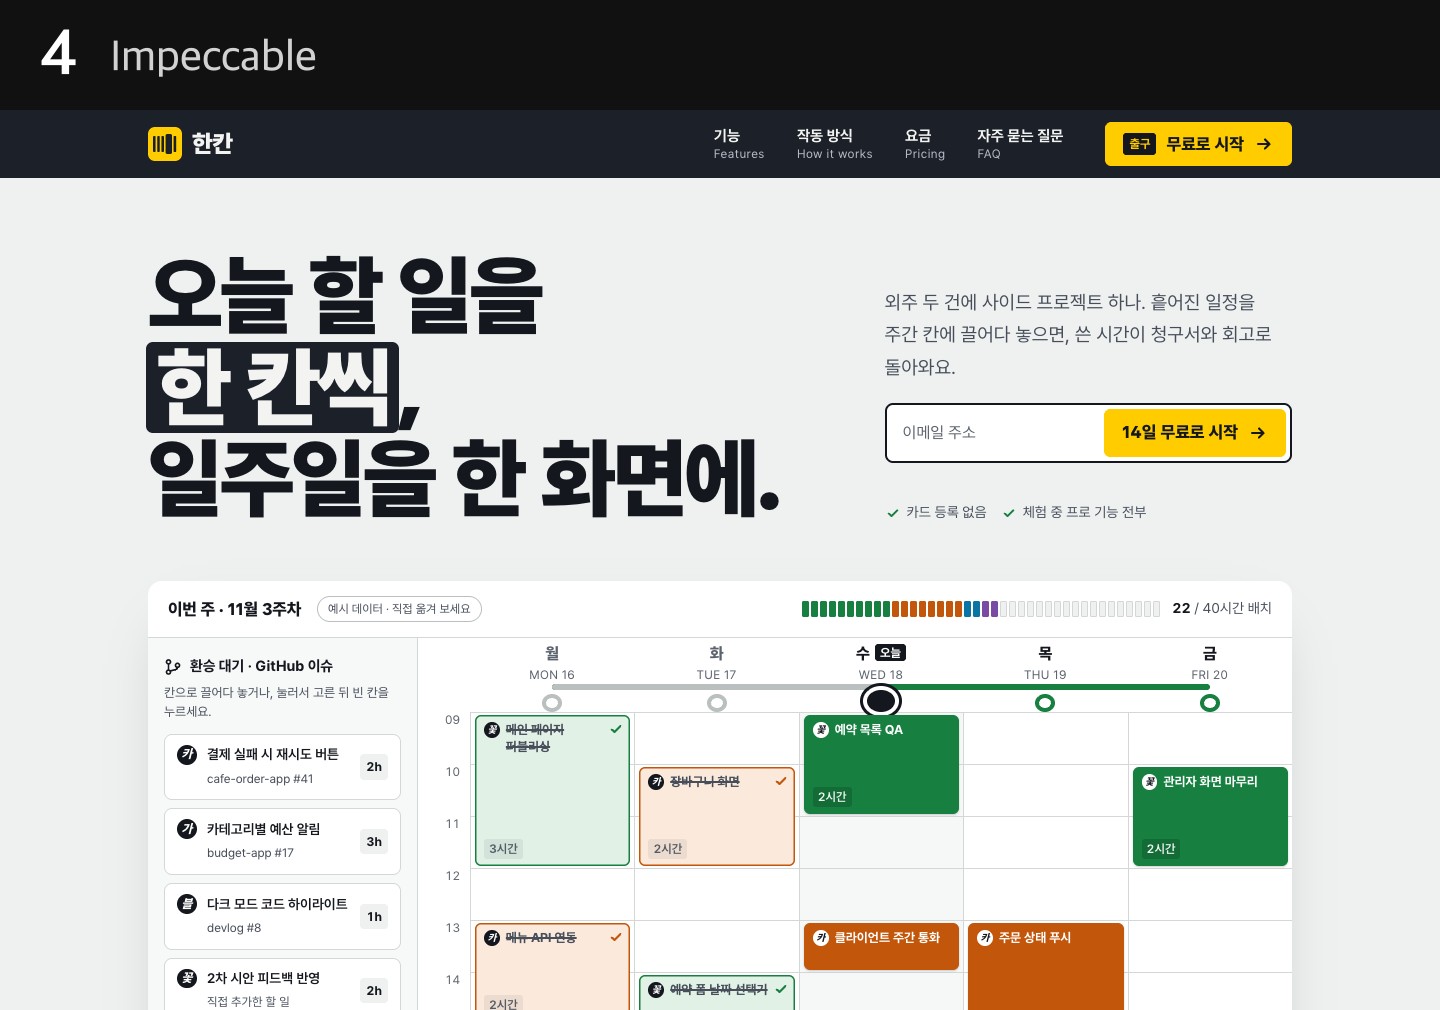 4 Impeccable
한칸
기능
Features
작동 방식
How it works
요금
Pricing
자주 묻는 질문
FAQ
출구 무료로 시작 →
오늘 할 일을
한 칸씩,
일주일을 한 화면에.
외주 두 건에 사이드 프로젝트 하나. 흩어진 일정을
주간 칸에 끌어다 놓으면, 쓴 시간이 청구서와 회고로
돌아와요.
이메일 주소
14일 무료로 시작 →
카드 등록 없음
체험 중 프로 기능 전부
이번 주 · 11월 3주차
예시 데이터 · 직접 옮겨 보세요
22 / 40시간 배치
환승 대기 · GitHub 이슈
칸으로 끌어다 놓거나, 눌러서 고른 뒤 빈 칸을
누르세요.
카 결제 실패 시 재시도 버튼
cafe-order-app #41
2h
가 카테고리별 예산 알림
budget-app #17
3h
블 다크 모드 코드 하이라이트
devlog #8
1h
꽃 2차 시안 피드백 반영
직접 추가한 할 일
2h
월
MON 16
화
TUE 17
수 오늘
WED 18
목
THU 19
금
FRI 20
09
10
11
12
13
14
꽃 메인 페이지
퍼블리싱
3시간
카 메뉴 API 연동
2시간
카 장바구니 화면
2시간
꽃 예약 폼 날짜 선택기
꽃 예약 목록 QA
2시간
카 클라이언트 주간 통화
카 주문 상태 푸시
꽃 관리자 화면 마무리
2시간